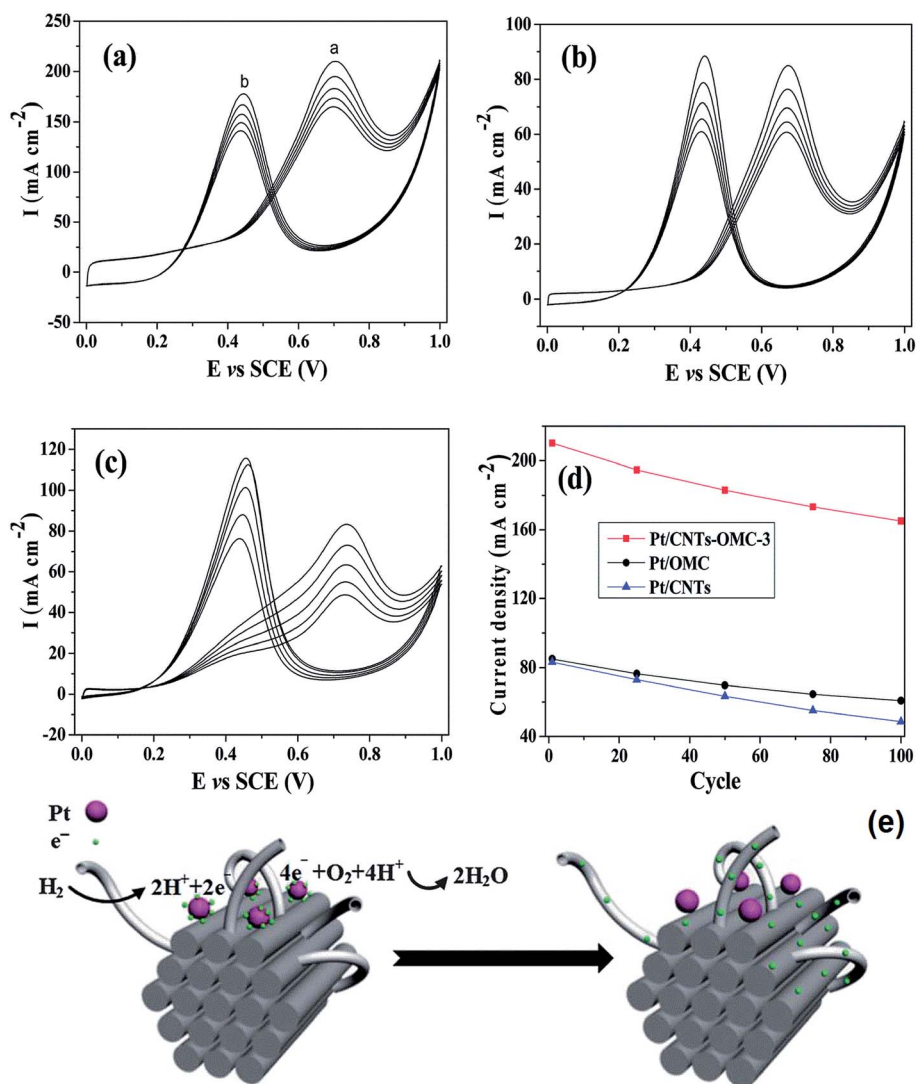 (a)
a
b
I (mA cm-2)
250
200
150
100
50
0
-50
0.0 0.2 0.4 0.6 0.8 1.0
E vs SCE (V)
(b)
I (mA cm-2)
100
80
60
40
20
0
0.0 0.2 0.4 0.6 0.8 1.0
E vs SCE (V)
(c)
I (mA cm-2)
120
100
80
60
40
20
0
0.0 0.2 0.4 0.6 0.8 1.0
E vs SCE (V)
(d)
Current density (mA cm-2)
200
160
120
80
40
Pt/CNTs-OMC-3
Pt/OMC
Pt/CNTs
0 20 40 60 80 100
Cycle
(e)
Pt
e−
H2
2H++2e−
4e−+O2+4H+
2H2O